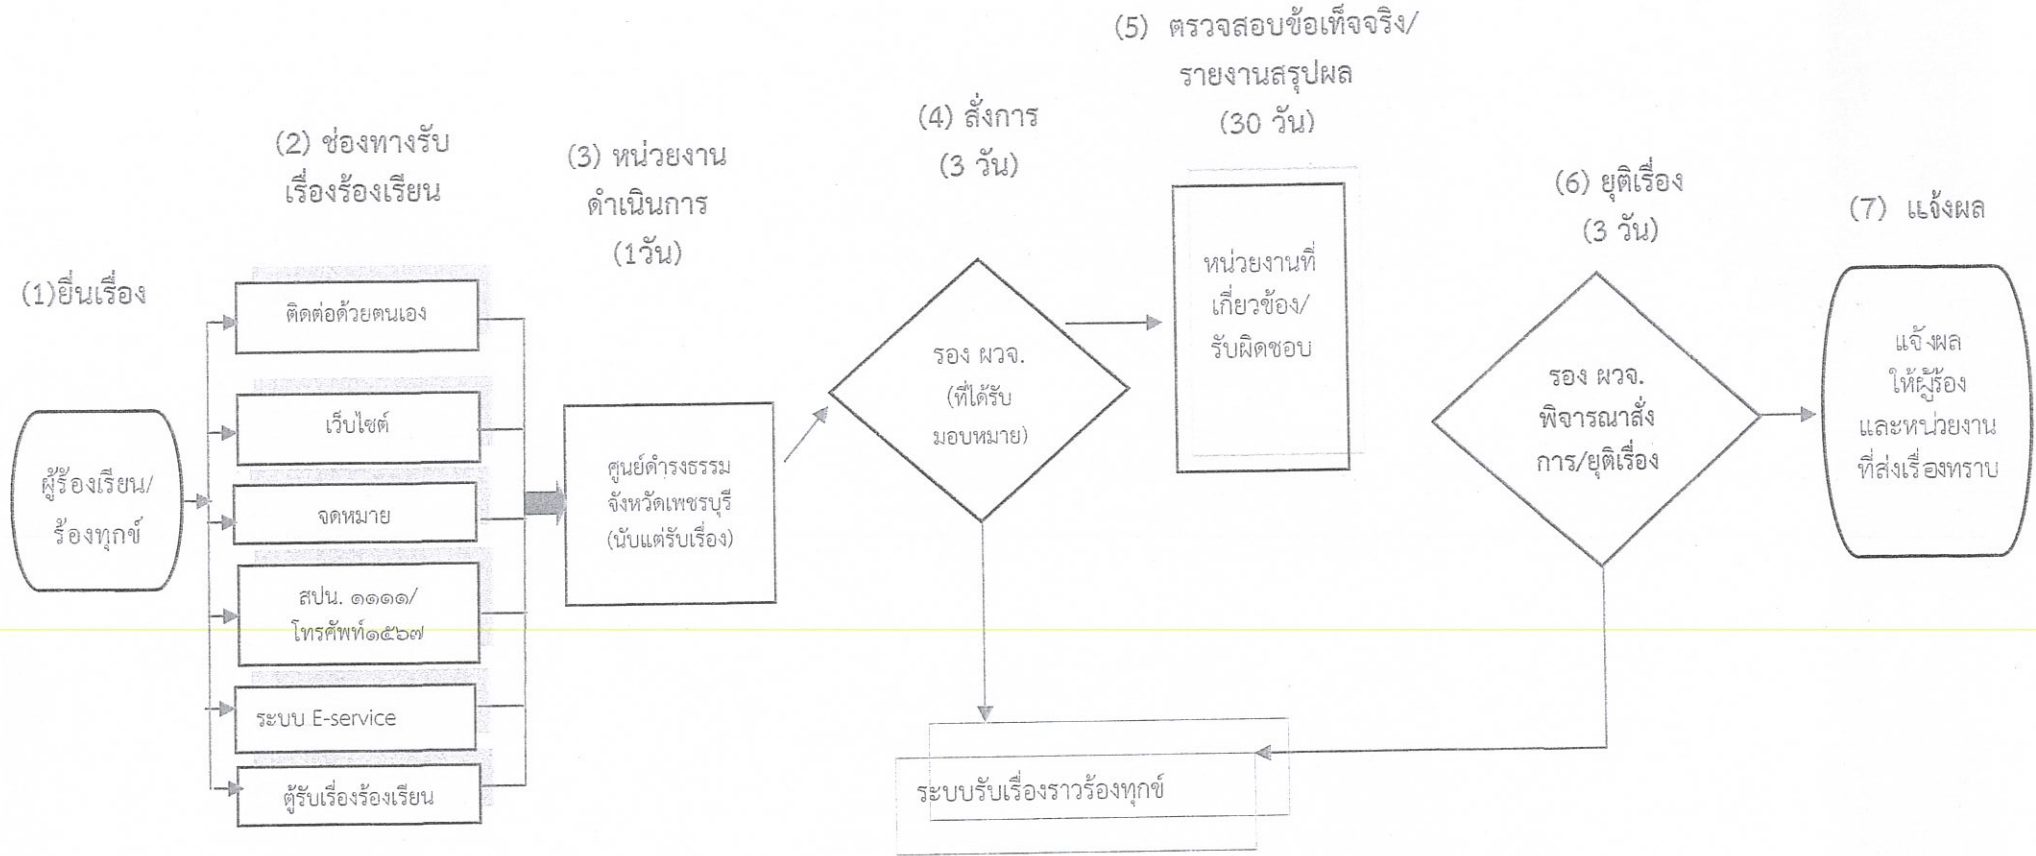 (1)ยื่นเรื่อง
ผู้ร้องเรียน/
ร้องทุกข์
(2) ช่องทางรับ
เรื่องร้องเรียน
ติดต่อด้วยตนเอง
เว็บไซต์
จดหมาย
สปน. ๑๑๑๑/
โทรศัพท์๑๕๖๗
ระบบ E-service
ตู้รับเรื่องร้องเรียน
(3) หน่วยงาน
ดำเนินการ
(1วัน)
ศูนย์ดำรงธรรม
จังหวัดเพชรบุรี
(นับแต่รับเรื่อง)
(4) สั่งการ
(3 วัน)
รอง ผวจ.
(ที่ได้รับ
มอบหมาย)
(5) ตรวจสอบข้อเท็จจริง/
รายงานสรุปผล
(30 วัน)
หน่วยงานที่
เกี่ยวข้อง/
รับผิดชอบ
ระบบรับเรื่องราวร้องทุกข์
(6) ยุติเรื่อง
(3 วัน)
รอง ผวจ.
พิจารณาสั่ง
การ/ยุติเรื่อง
(7) แจ้งผล
แจ้งผล
ให้ผู้ร้อง
และหน่วยงาน
ที่ส่งเรื่องทราบ